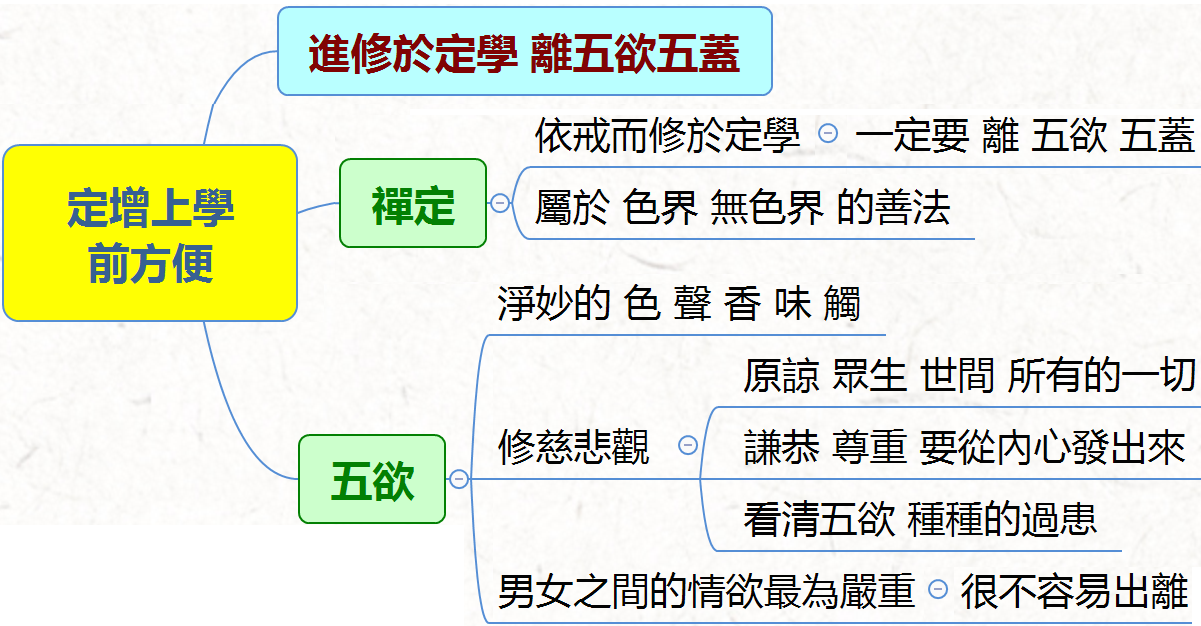 進修於定學 離五欲五蓋
定增上學
前方便
禪定
依戒而修於定學 一定要 離 五欲 五蓋
屬於 色界 無色界 的善法
五欲
淨妙的 色 聲 香 味 觸
修慈悲觀
原諒 眾生 世間 所有的一切
謙恭 尊重 要從內心發出來
看清五欲 種種的過患
男女之間的情欲最為嚴重 很不容易出離